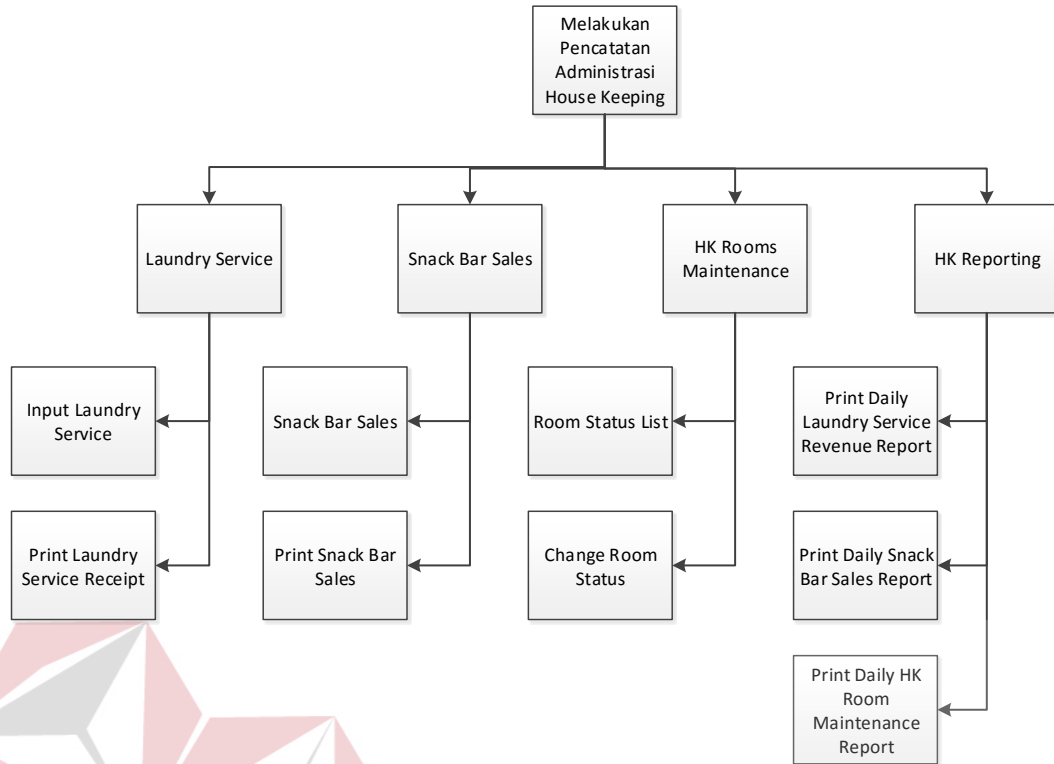 Melakukan
Pencatatan
Administrasi
House Keeping
Laundry Service
Snack Bar Sales
HK Rooms
Maintenance
HK Reporting
Input Laundry
Service
Snack Bar Sales
Room Status List
Print Daily
Laundry Service
Revenue Report
Print Laundry
Service Receipt
Print Snack Bar
Sales
Change Room
Status
Print Daily Snack
Bar Sales Report
Print Daily HK
Room
Maintenance
Report